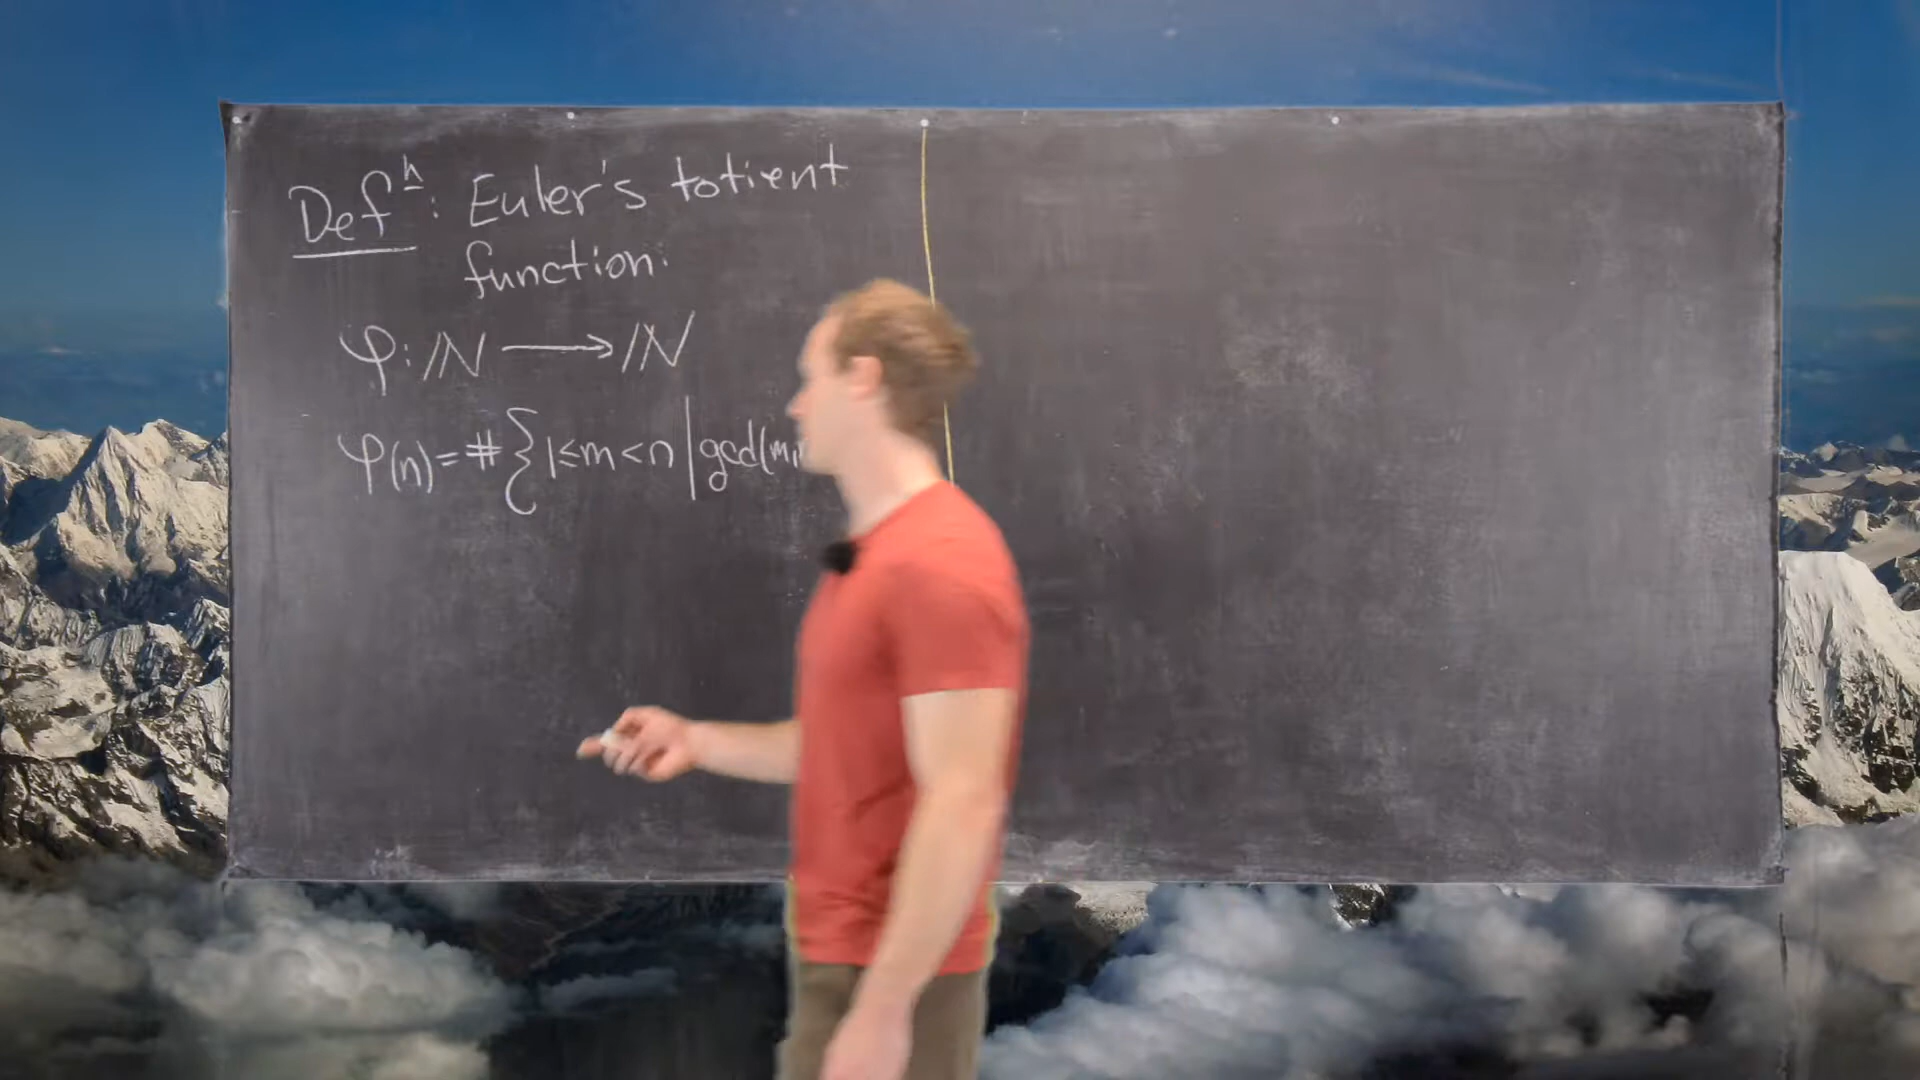 Defⁿ: Euler's totient
function:
φ: ℕ ⟶ ℕ
φ(n) = # { 1 ≤ m < n | gcd(m,